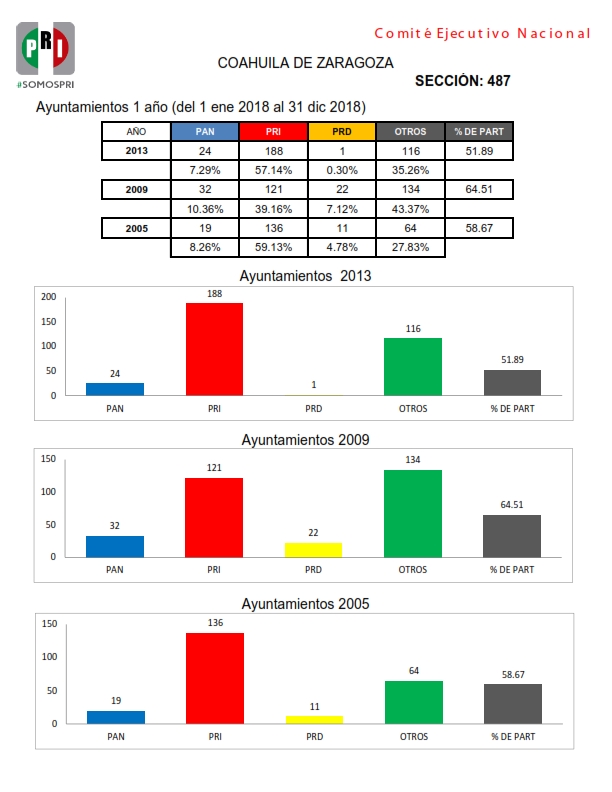 Comité Ejecutivo Nacional
PRI
#SOMOSPRI
COAHUILA DE ZARAGOZA
SECCIÓN: 487
Ayuntamientos 1 año (del 1 ene 2018 al 31 dic 2018)
AÑO PAN PRI PRD OTROS % DE PART
2013 24 188 1 116 51.89
7.29% 57.14% 0.30% 35.26%
2009 32 121 22 134 64.51
10.36% 39.16% 7.12% 43.37%
2005 19 136 11 64 58.67
8.26% 59.13% 4.78% 27.83%
Ayuntamientos 2013
200
150
100
50
0
24 188 1 116 51.89
PAN PRI PRD OTROS % DE PART
Ayuntamientos 2009
150
100
50
0
32 121 22 134 64.51
PAN PRI PRD OTROS % DE PART
Ayuntamientos 2005
150
100
50
0
19 136 11 64 58.67
PAN PRI PRD OTROS % DE PART